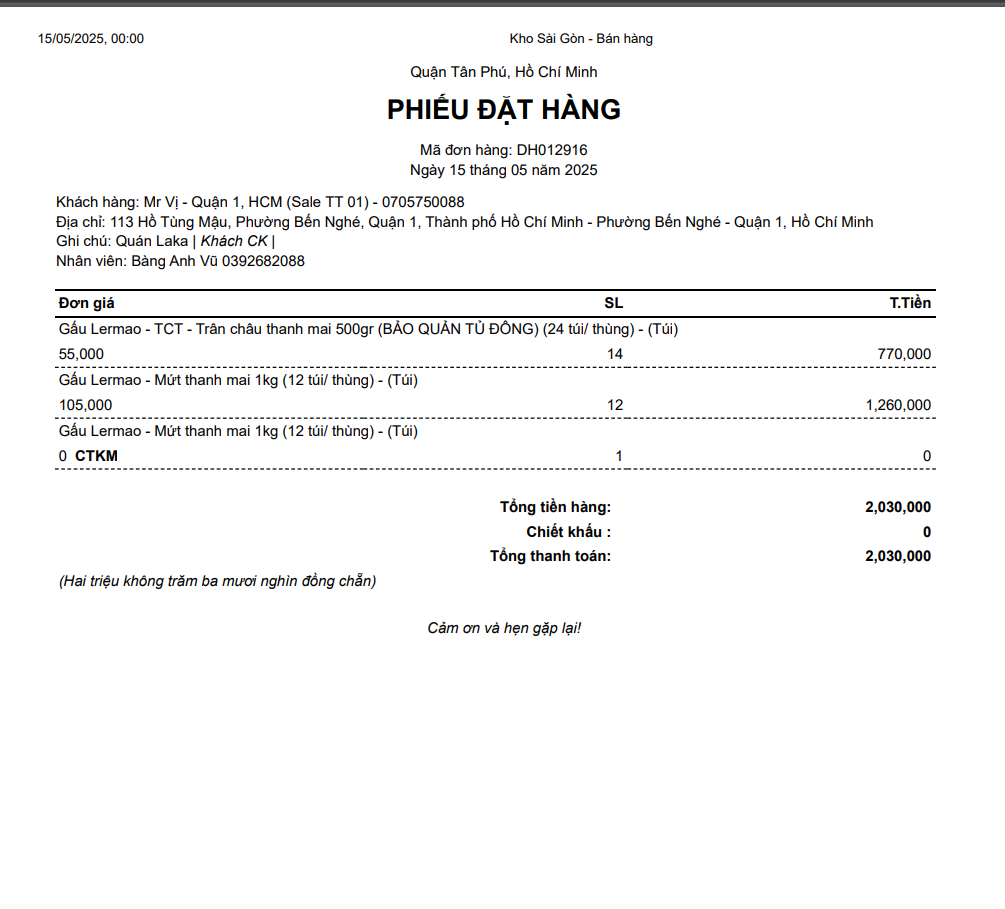 15/05/2025, 00:00 Kho Sài Gòn - Bán hàng
Quận Tân Phú, Hồ Chí Minh
PHIẾU ĐẶT HÀNG
Mã đơn hàng: DH012916
Ngày 15 tháng 05 năm 2025
Khách hàng: Mr Vị - Quận 1, HCM (Sale TT 01) - 0705750088
Địa chỉ: 113 Hồ Tùng Mậu, Phường Bến Nghé, Quận 1, Thành phố Hồ Chí Minh - Phường Bến Nghé - Quận 1, Hồ Chí Minh
Ghi chú: Quán Laka | Khách CK |
Nhân viên: Bàng Anh Vũ 0392682088
Đơn giá SL T.Tiền
Gấu Lermao - TCT - Trân châu thanh mai 500gr (BẢO QUẢN TỦ ĐÔNG) (24 túi/ thùng) - (Túi)
55,000 14 770,000
Gấu Lermao - Mứt thanh mai 1kg (12 túi/ thùng) - (Túi)
105,000 12 1,260,000
Gấu Lermao - Mứt thanh mai 1kg (12 túi/ thùng) - (Túi)
0 CTKM 1 0
Tổng tiền hàng: 2,030,000
Chiết khấu : 0
Tổng thanh toán: 2,030,000
(Hai triệu không trăm ba mươi nghìn đồng chẵn)
Cảm ơn và hẹn gặp lại!